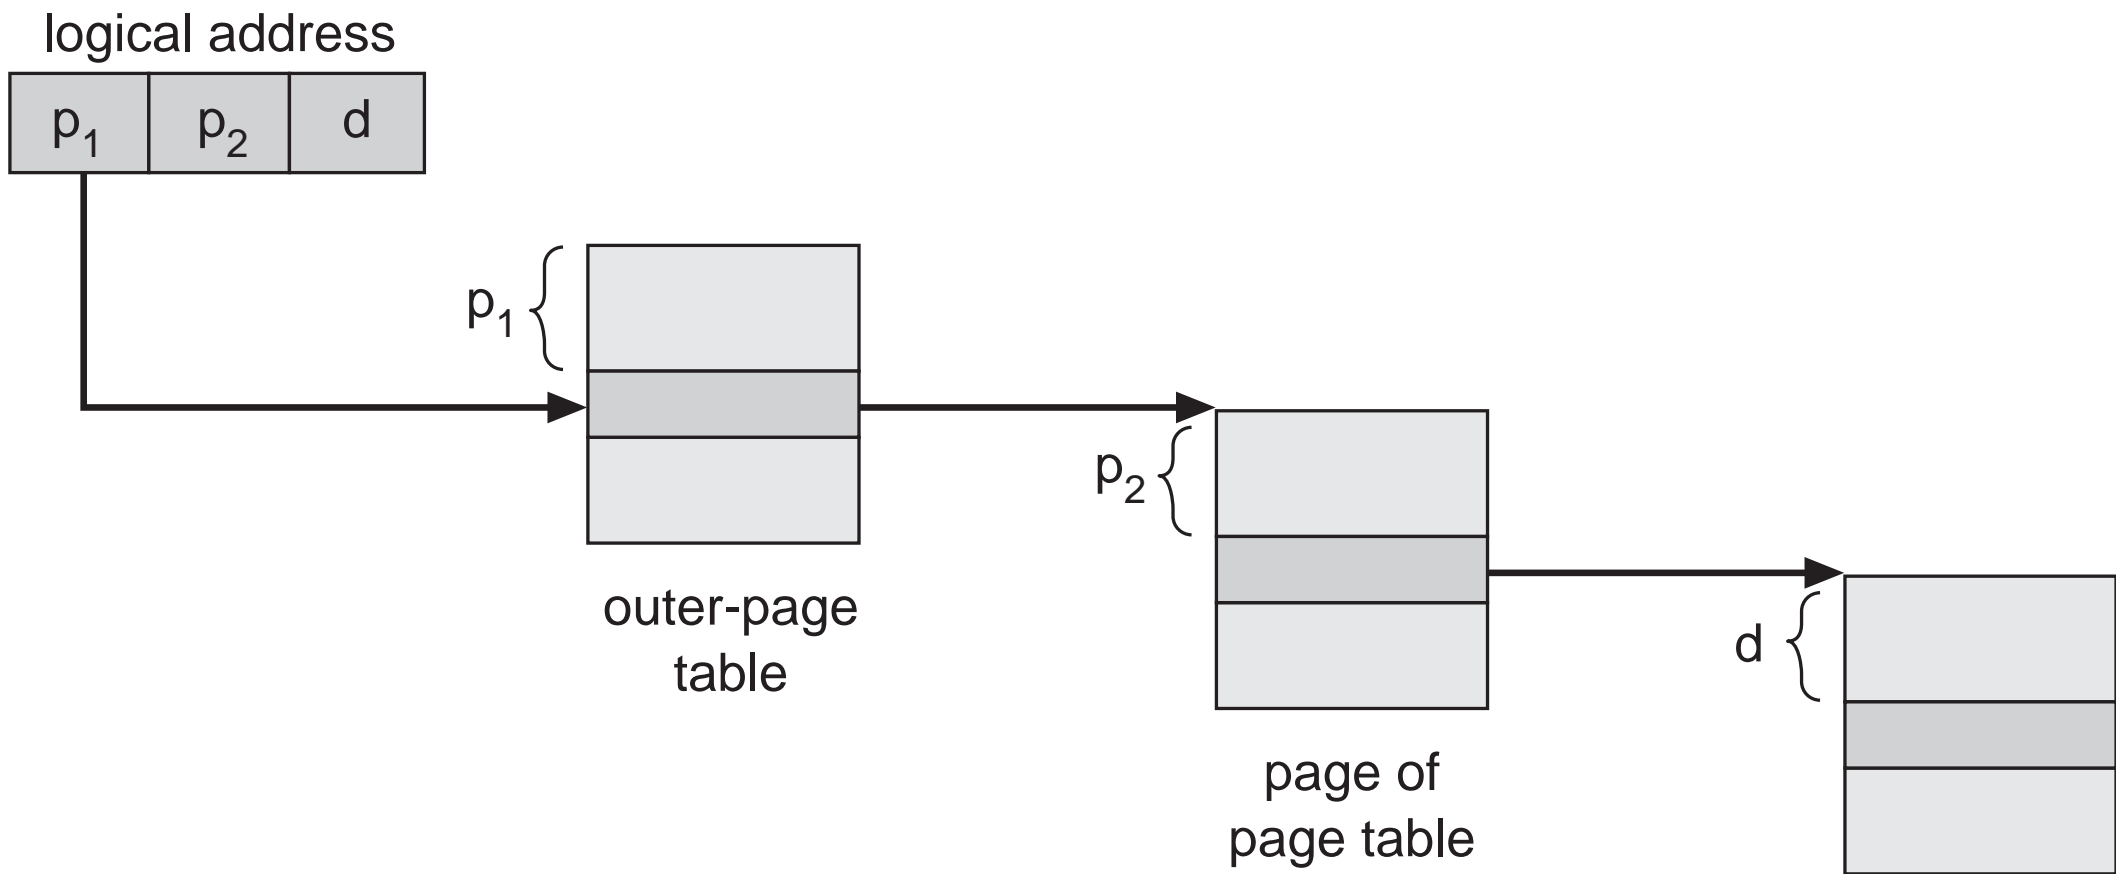 logical address
p₁ p₂ d
p₁
outer-page
table
p₂
page of
page table
d